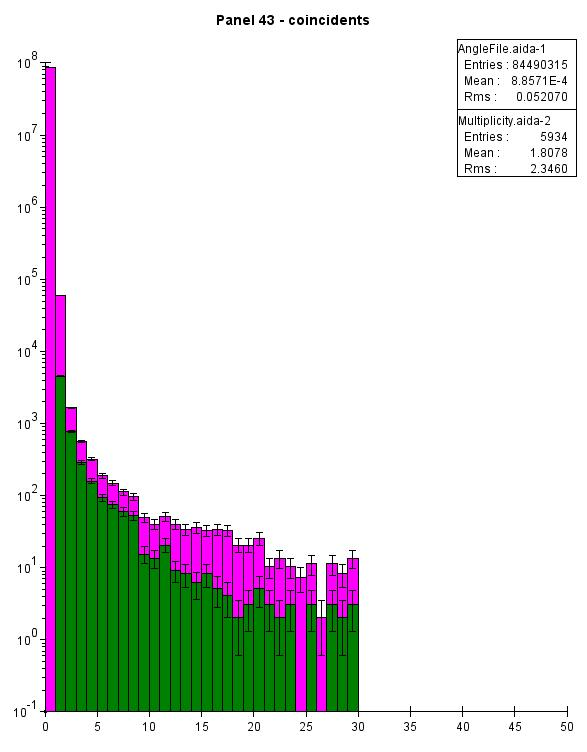 Panel 43 - coincidents
AngleFile.aida-1
Entries : 84490315
Mean : 8.8571E-4
Rms : 0.052070
Multiplicity.aida-2
Entries : 5934
Mean : 1.8078
Rms : 2.3460
10^8
10^7
10^6
10^5
10^4
10^3
10^2
10^1
10^0
10^-1
0 5 10 15 20 25 30 35 40 45 50